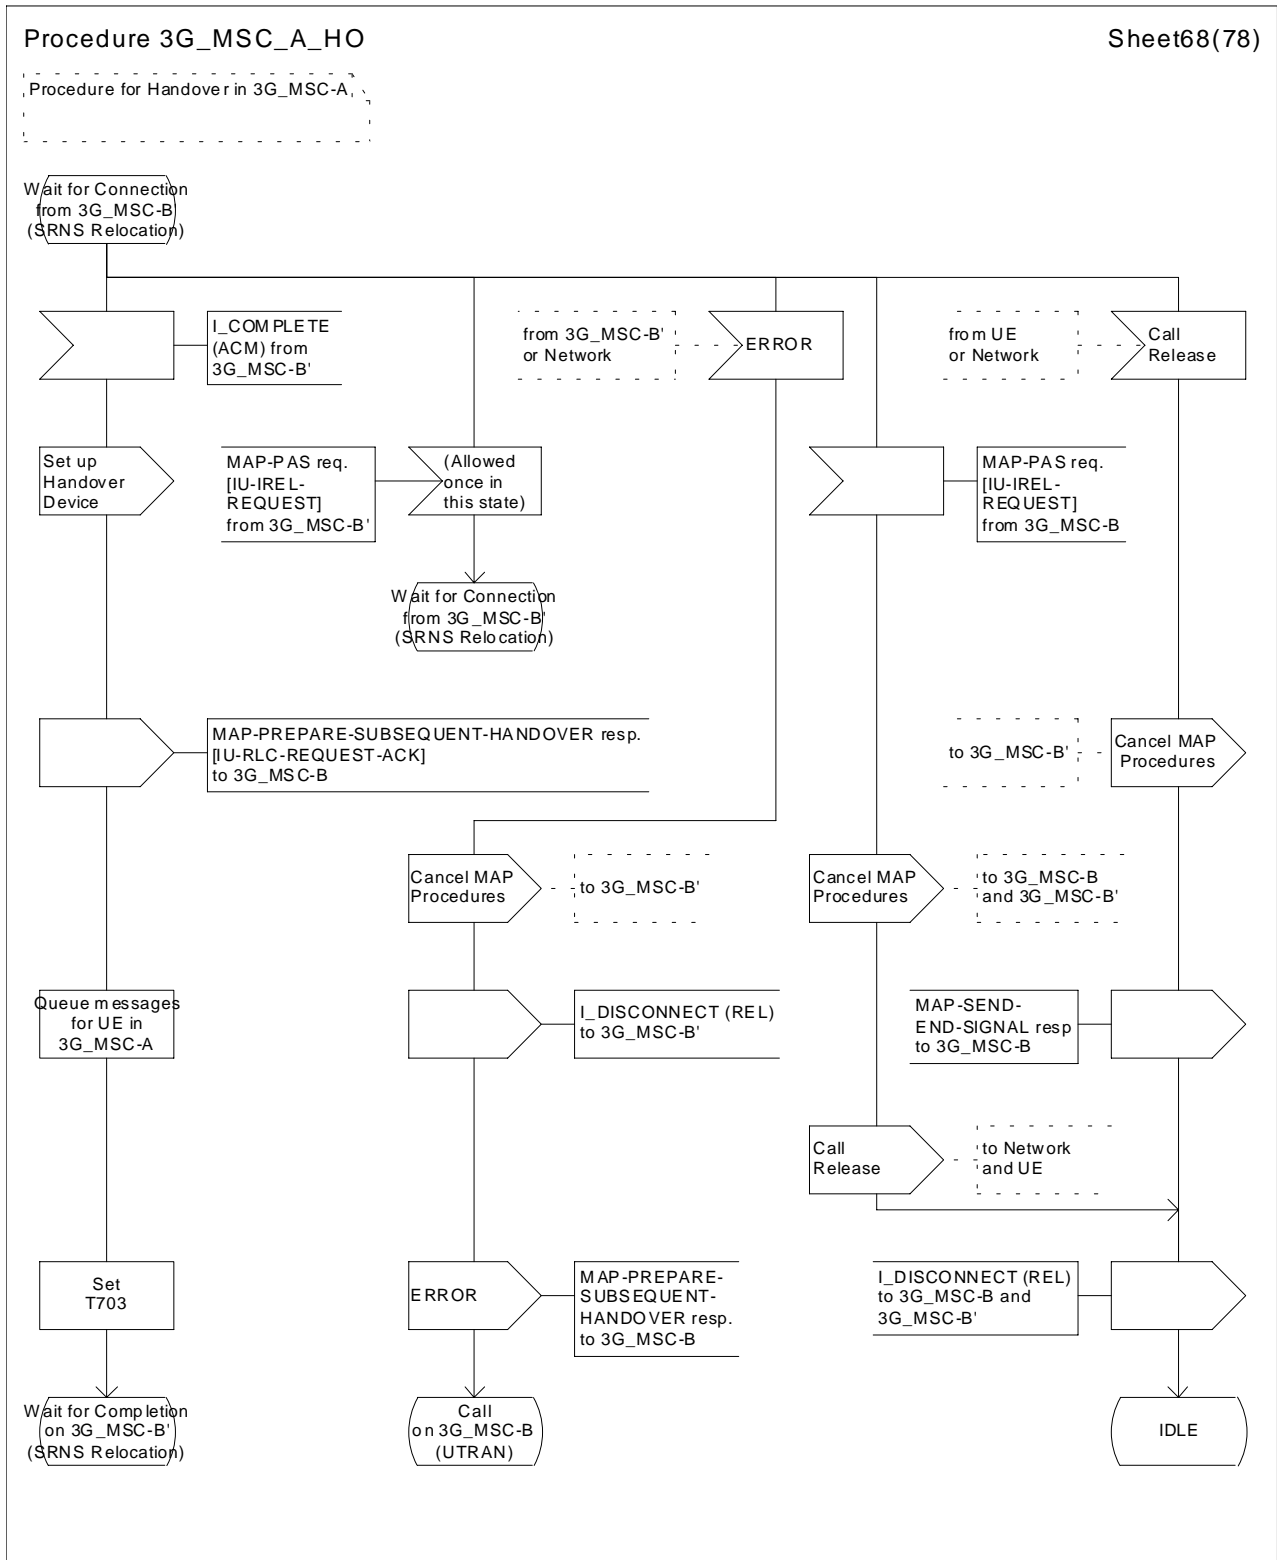 Procedure 3G_MSC_A_HO
Sheet68(78)
Procedure for Handover in 3G_MSC-A
Wait for Connection
from 3G_MSC-B'
(SRNS Relocation)
I_COMPLETE
(ACM) from
3G_MSC-B'
from 3G_MSC-B'
or Network
ERROR
from UE
or Network
Call
Release
Set up
Handover
Device
MAP-PAS req.
[IU-IREL-
REQUEST]
from 3G_MSC-B'
(Allowed
once in
this state)
MAP-PAS req.
[IU-IREL-
REQUEST]
from 3G_MSC-B
Wait for Connection
from 3G_MSC-B'
(SRNS Relocation)
MAP-PREPARE-SUBSEQUENT-HANDOVER resp.
[IU-RLC-REQUEST-ACK]
to 3G_MSC-B
to 3G_MSC-B'
Cancel MAP
Procedures
Cancel MAP
Procedures
to 3G_MSC-B'
Cancel MAP
Procedures
to 3G_MSC-B
and 3G_MSC-B'
Queue messages
for UE in
3G_MSC-A
I_DISCONNECT (REL)
to 3G_MSC-B'
MAP-SEND-
END-SIGNAL resp
to 3G_MSC-B
Call
Release
to Network
and UE
Set
T703
ERROR
MAP-PREPARE-
SUBSEQUENT-
HANDOVER resp.
to 3G_MSC-B
I_DISCONNECT (REL)
to 3G_MSC-B and
3G_MSC-B'
Wait for Completion
on 3G_MSC-B'
(SRNS Relocation)
Call
on 3G_MSC-B
(UTRAN)
IDLE